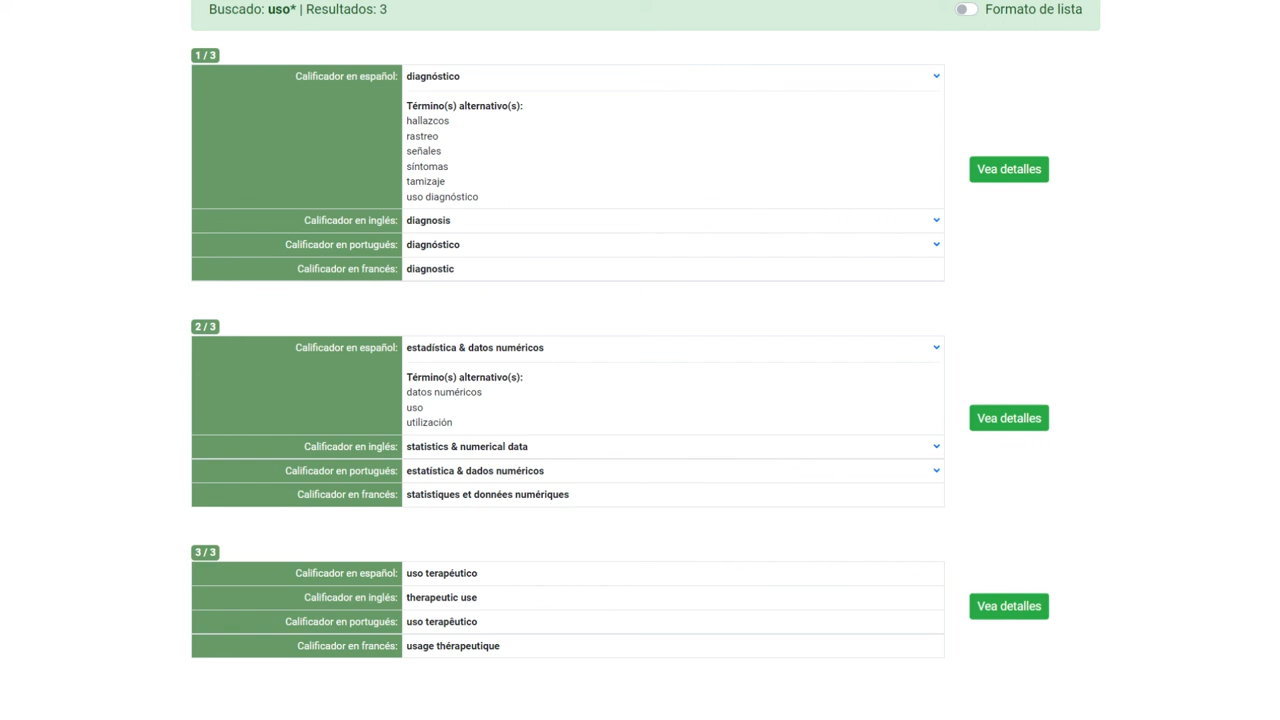 Buscado: uso* | Resultados: 3
Formato de lista
1 / 3
Calificador en español: diagnóstico
Término(s) alternativo(s):
hallazcos
rastreo
señales
síntomas
tamizaje
uso diagnóstico
Vea detalles
Calificador en inglés: diagnosis
Calificador en portugués: diagnóstico
Calificador en francés: diagnostic
2 / 3
Calificador en español: estadística & datos numéricos
Término(s) alternativo(s):
datos numéricos
uso
utilización
Vea detalles
Calificador en inglés: statistics & numerical data
Calificador en portugués: estatística & dados numéricos
Calificador en francés: statistiques et données numériques
3 / 3
Calificador en español: uso terapéutico
Calificador en inglés: therapeutic use
Vea detalles
Calificador en portugués: uso terapêutico
Calificador en francés: usage thérapeutique